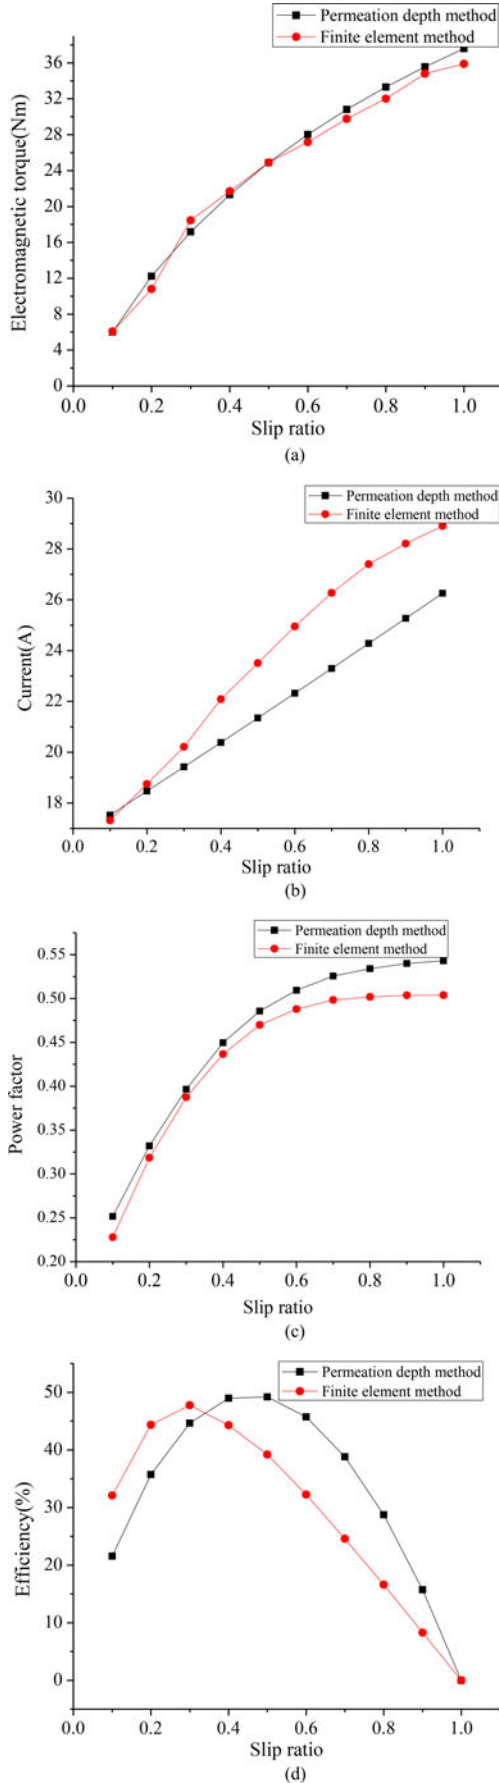 Permeation depth method
Finite element method
Electromagnetic torque(Nm)
36
32
28
24
20
16
12
8
4
0
0.0 0.2 0.4 0.6 0.8 1.0
Slip ratio
(a)
Permeation depth method
Finite element method
Current(A)
30
28
26
24
22
20
18
0.0 0.2 0.4 0.6 0.8 1.0
Slip ratio
(b)
Permeation depth method
Finite element method
Power factor
0.55
0.50
0.45
0.40
0.35
0.30
0.25
0.20
0.0 0.2 0.4 0.6 0.8 1.0
Slip ratio
(c)
Permeation depth method
Finite element method
Efficiency(%)
50
40
30
20
10
0
0.0 0.2 0.4 0.6 0.8 1.0
Slip ratio
(d)